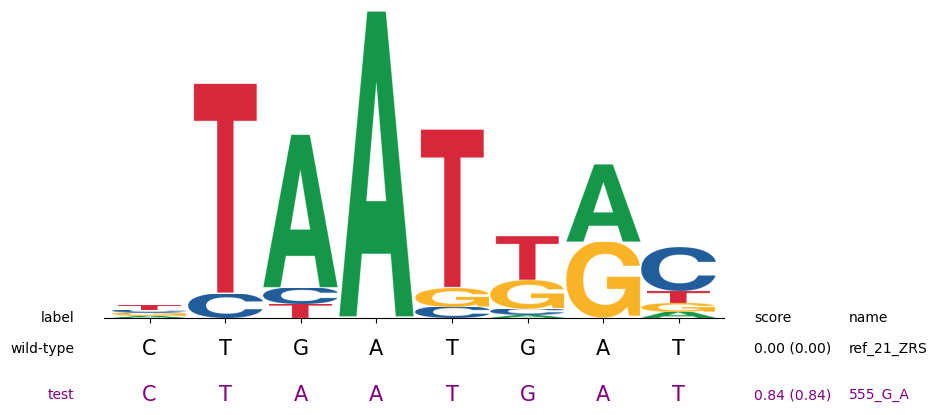 T T A A T T A C
C C C G G G T
T C C G
A
label score name
wild-type C T G A T G A T 0.00 (0.00) ref_21_ZRS
test C T A A T G A T 0.84 (0.84) 555_G_A